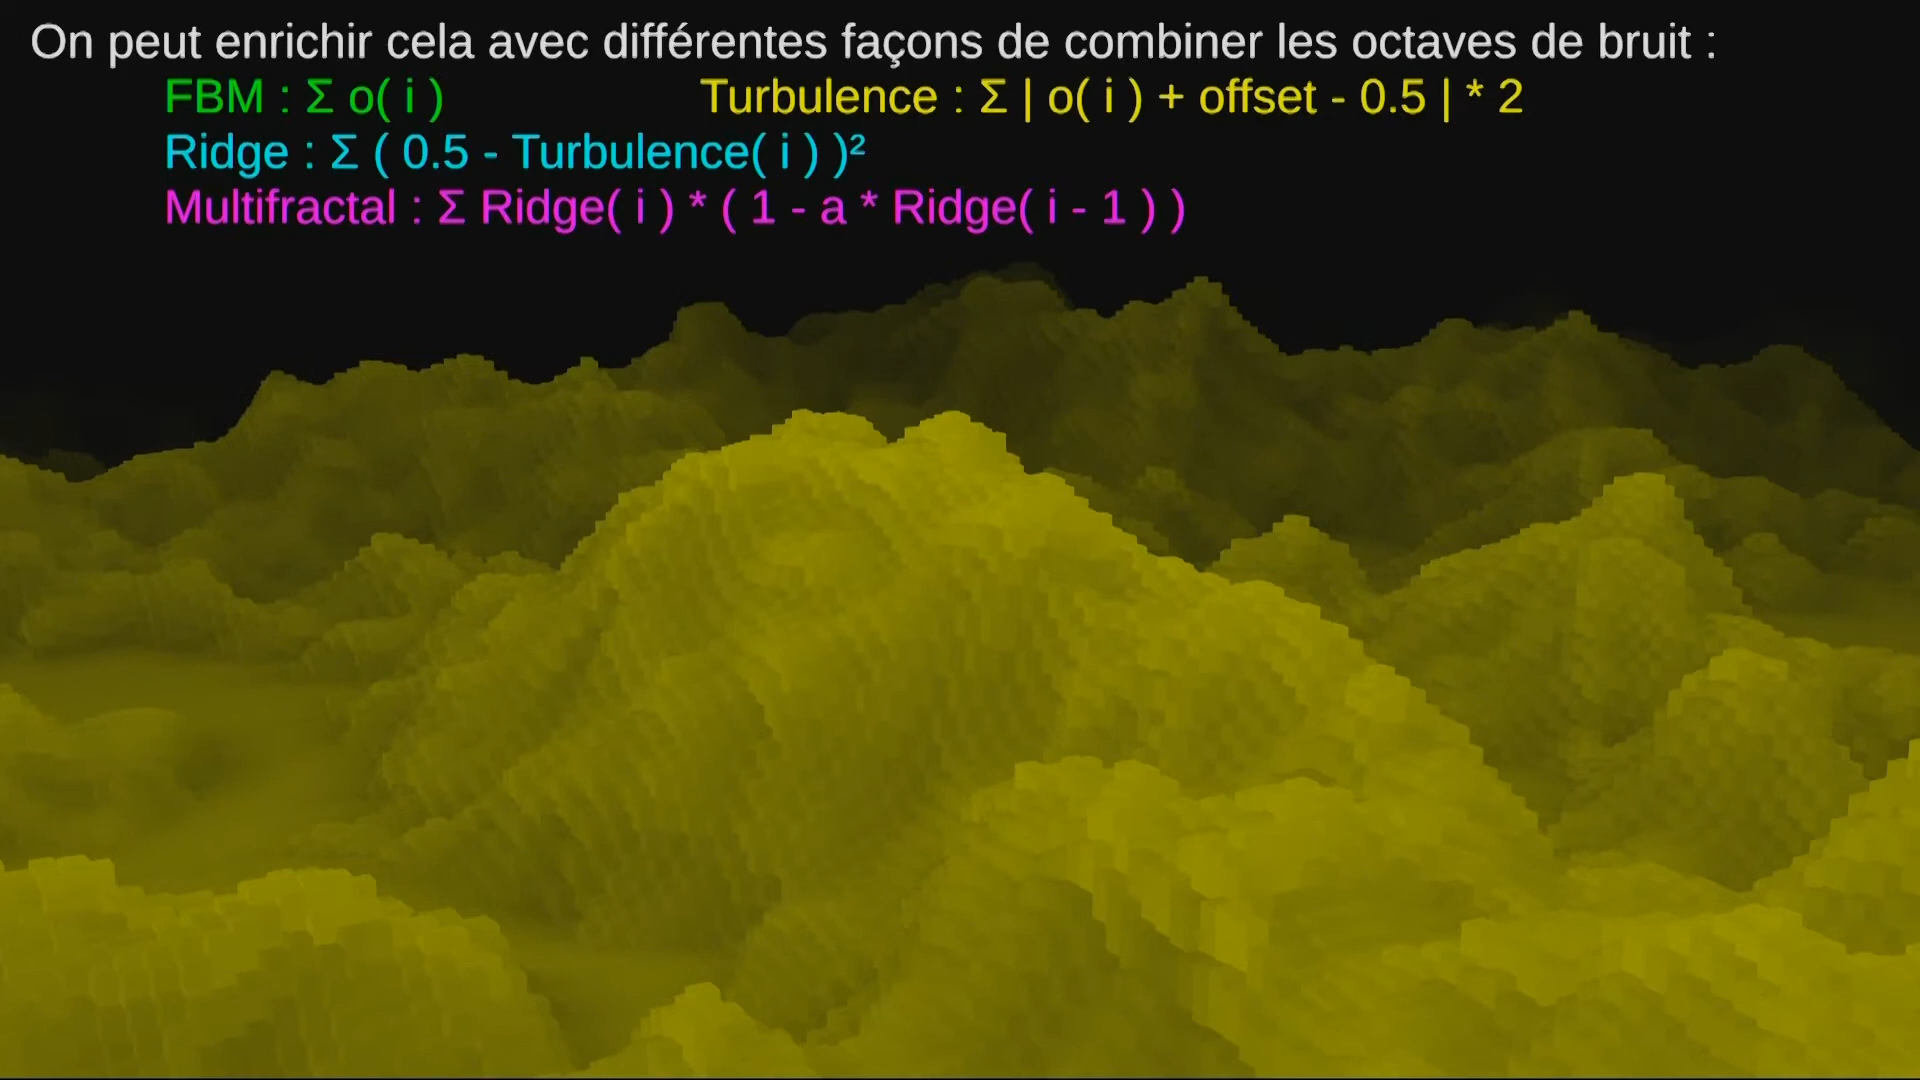 On peut enrichir cela avec différentes façons de combiner les octaves de bruit :
FBM : Σ o( i ) Turbulence : Σ | o( i ) + offset - 0.5 | * 2
Ridge : Σ ( 0.5 - Turbulence( i ) )²
Multifractal : Σ Ridge( i ) * ( 1 - a * Ridge( i - 1 ) )